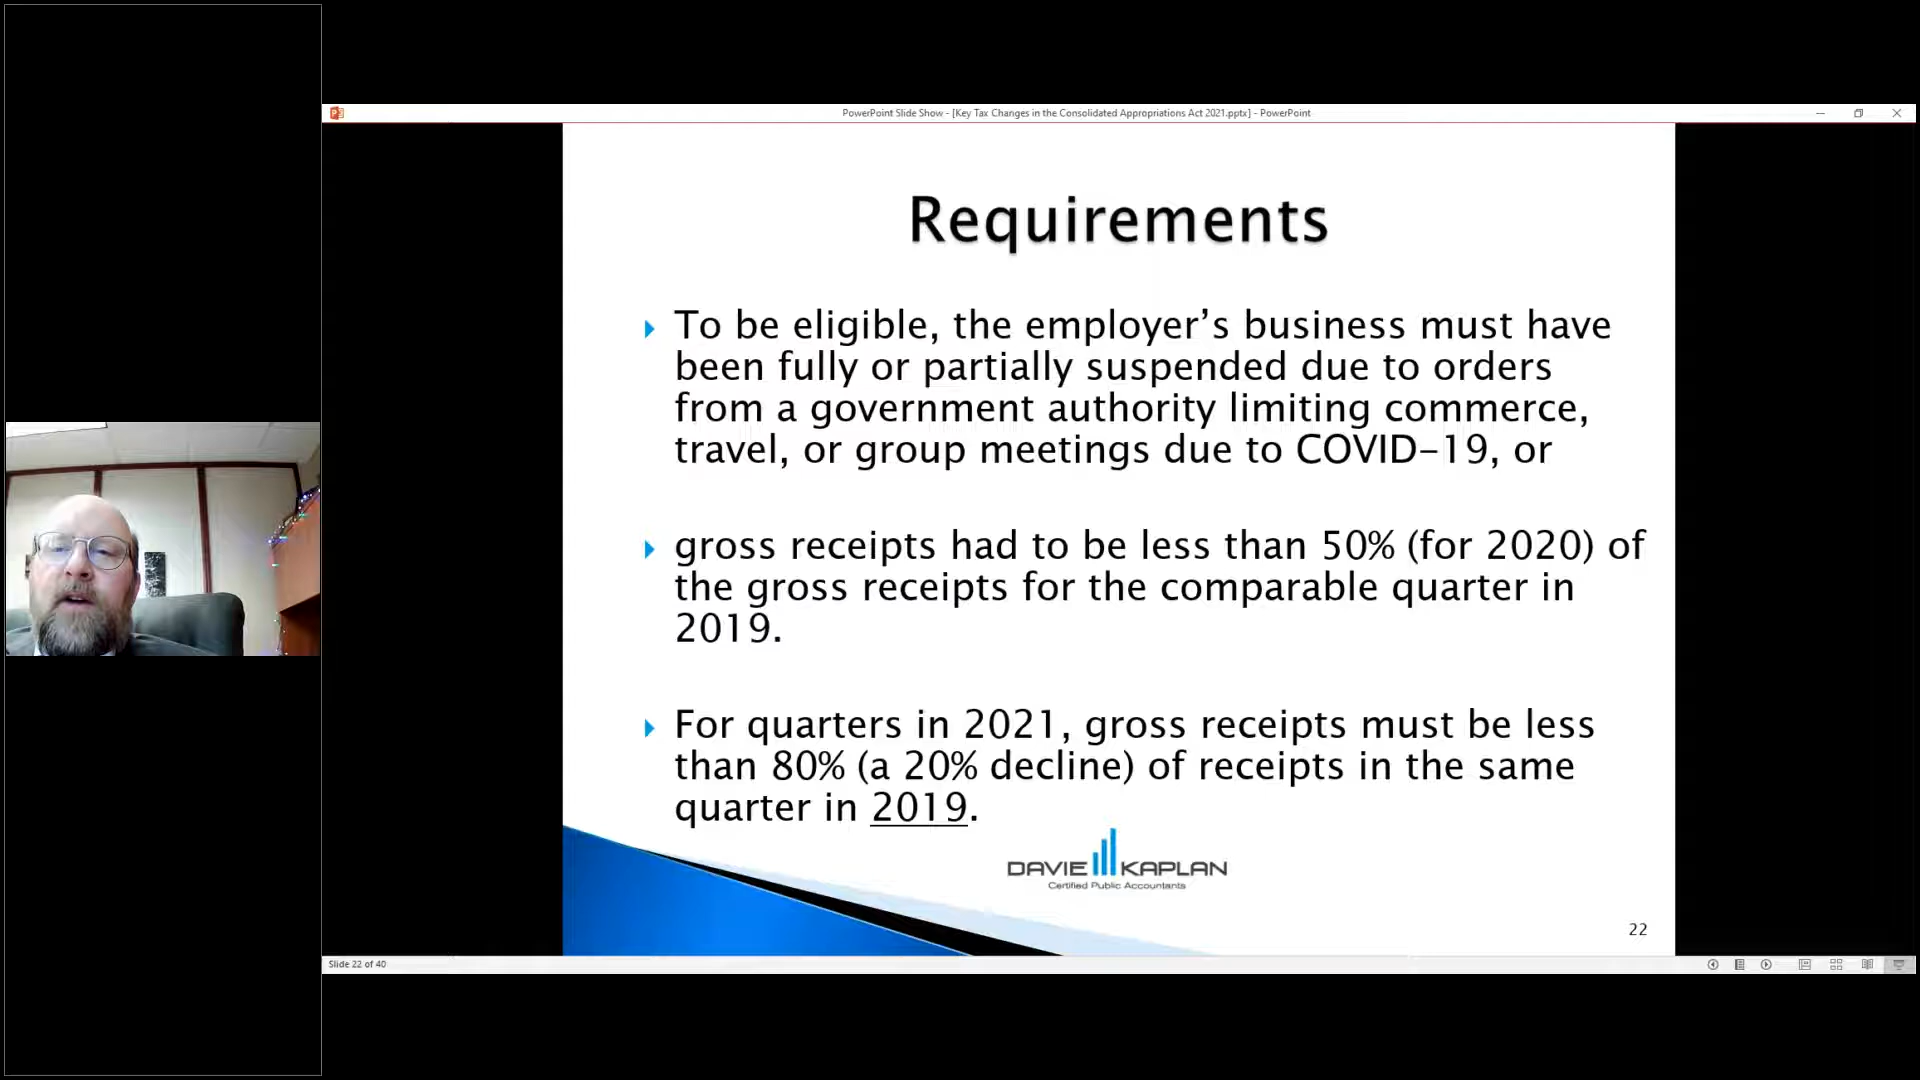 PowerPoint Slide Show - [Key Tax Changes in the Consolidated Appropriations Act 2021.pptx] - PowerPoint
Requirements
To be eligible, the employer’s business must have
been fully or partially suspended due to orders
from a government authority limiting commerce,
travel, or group meetings due to COVID-19, or
gross receipts had to be less than 50% (for 2020) of
the gross receipts for the comparable quarter in
2019.
For quarters in 2021, gross receipts must be less
than 80% (a 20% decline) of receipts in the same
quarter in 2019.
DAVIE KAPLAN
Certified Public Accountants
22
Slide 22 of 40